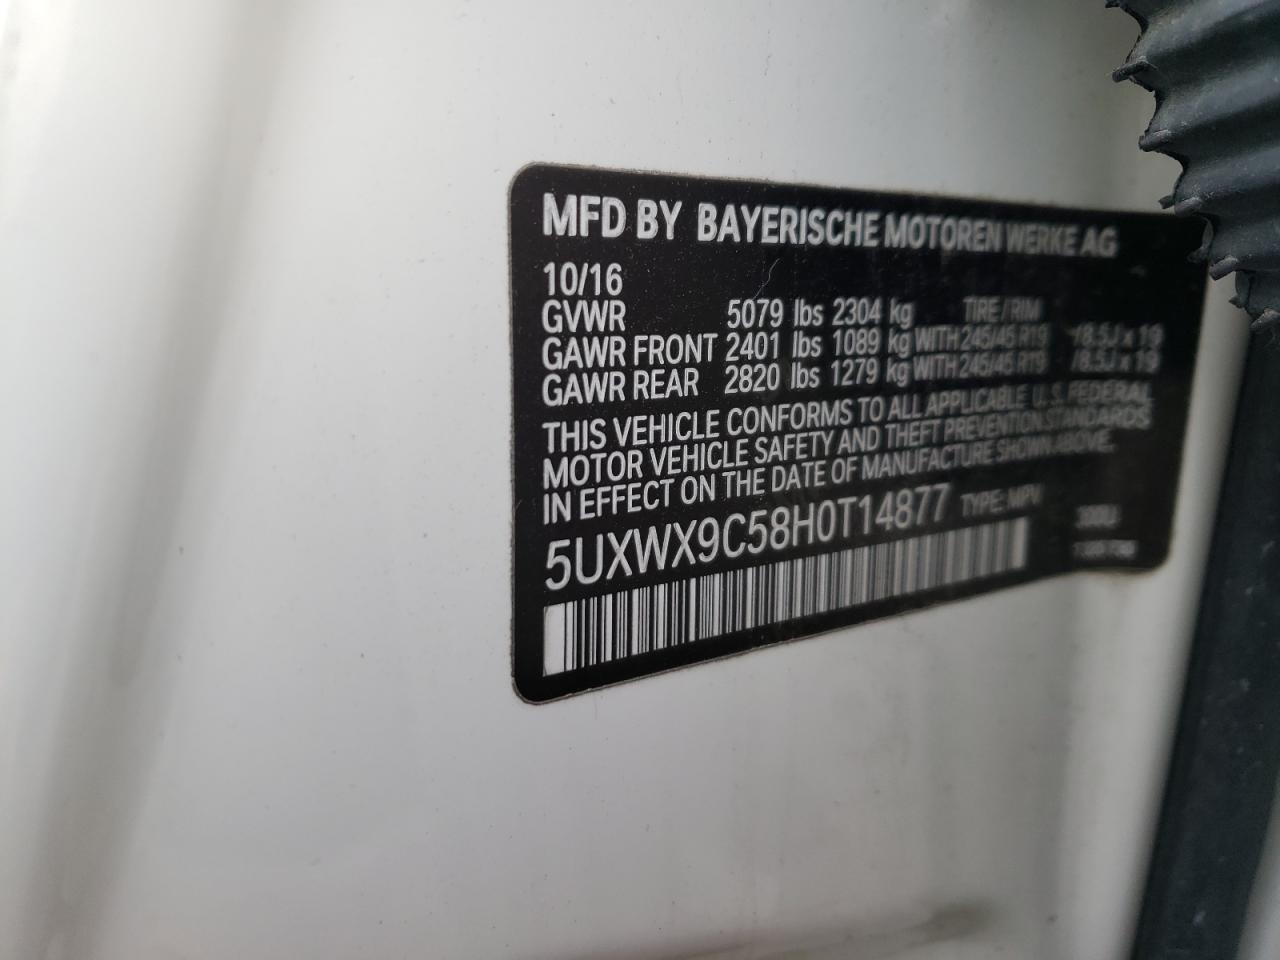 MFD BY BAYERISCHE MOTOREN WERKE AG
10/16
GVWR 5079 lbs 2304 kg TIRE / RIM
GAWR FRONT 2401 lbs 1089 kg WITH 245/45 R19 /8.5J x 19
GAWR REAR 2820 lbs 1279 kg WITH 245/45 R19 /8.5J x 19
THIS VEHICLE CONFORMS TO ALL APPLICABLE U.S. FEDERAL
MOTOR VEHICLE SAFETY AND THEFT PREVENTION STANDARDS
IN EFFECT ON THE DATE OF MANUFACTURE SHOWN ABOVE.
5UXWX9C58H0T14877 TYPE: MPV